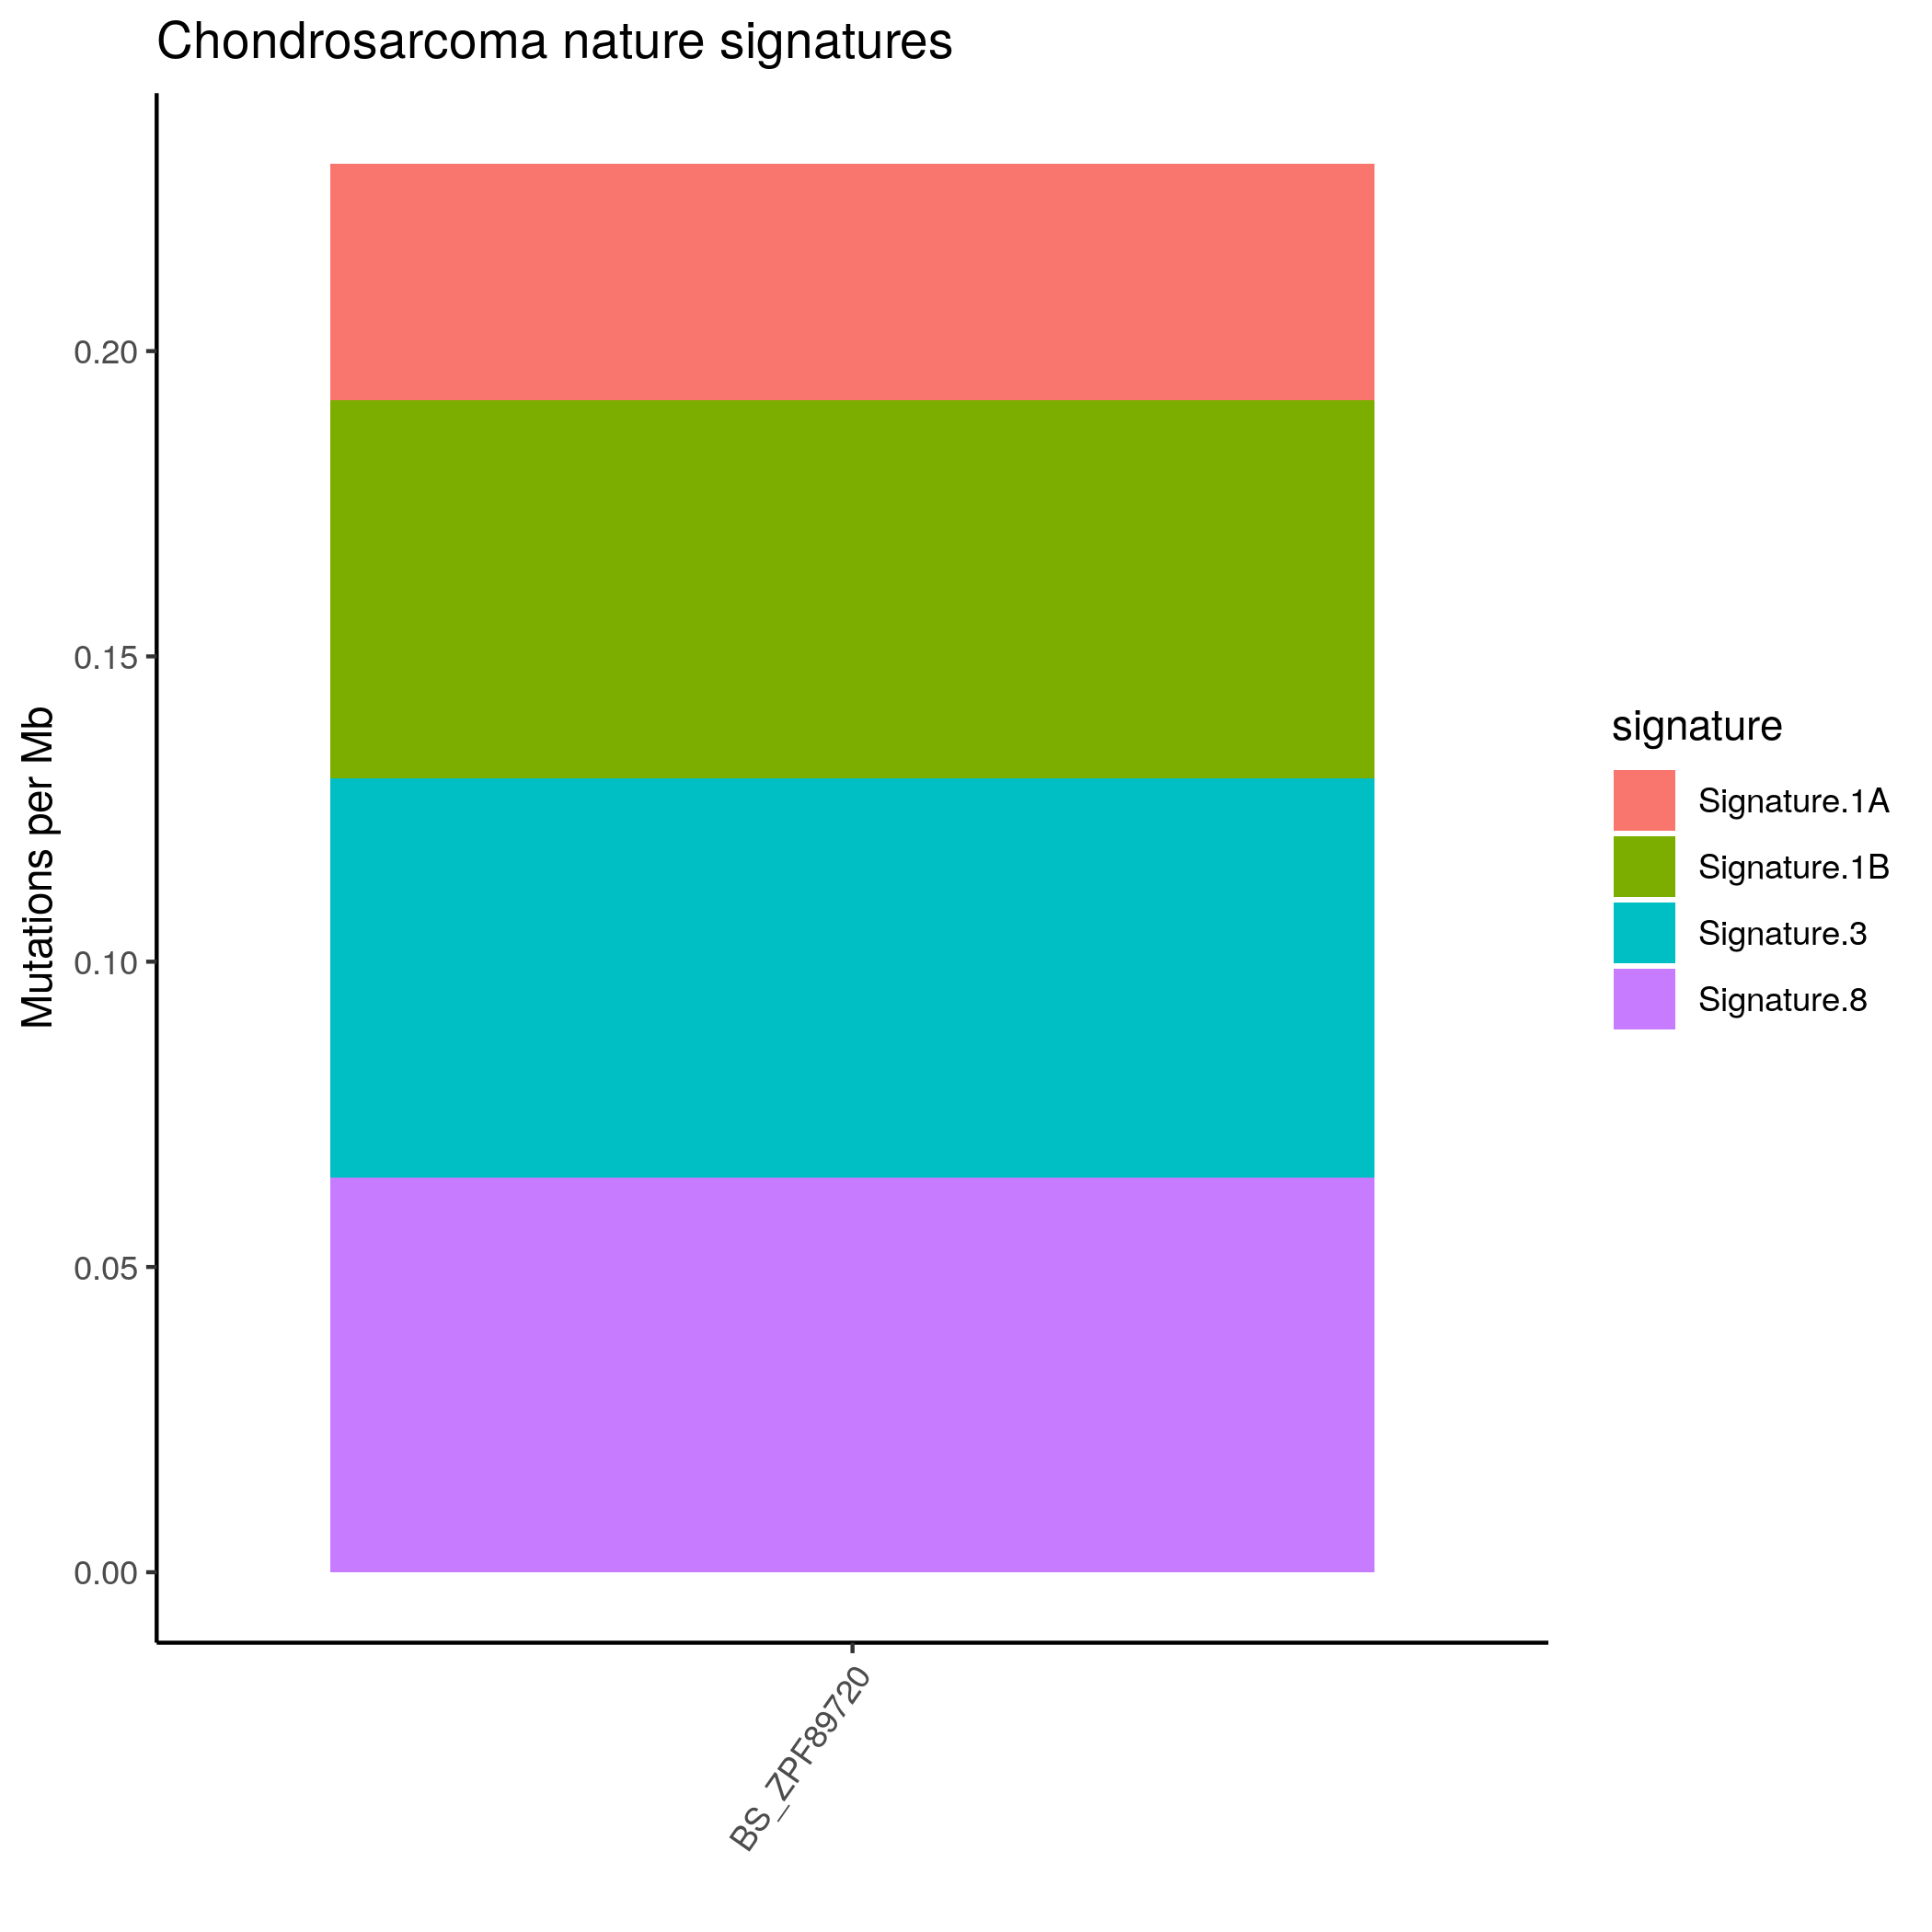 Chondrosarcoma nature signatures
Mutations per Mb
0.20
0.15
0.10
0.05
0.00
BS_ZPF89720
signature
Signature.1A
Signature.1B
Signature.3
Signature.8